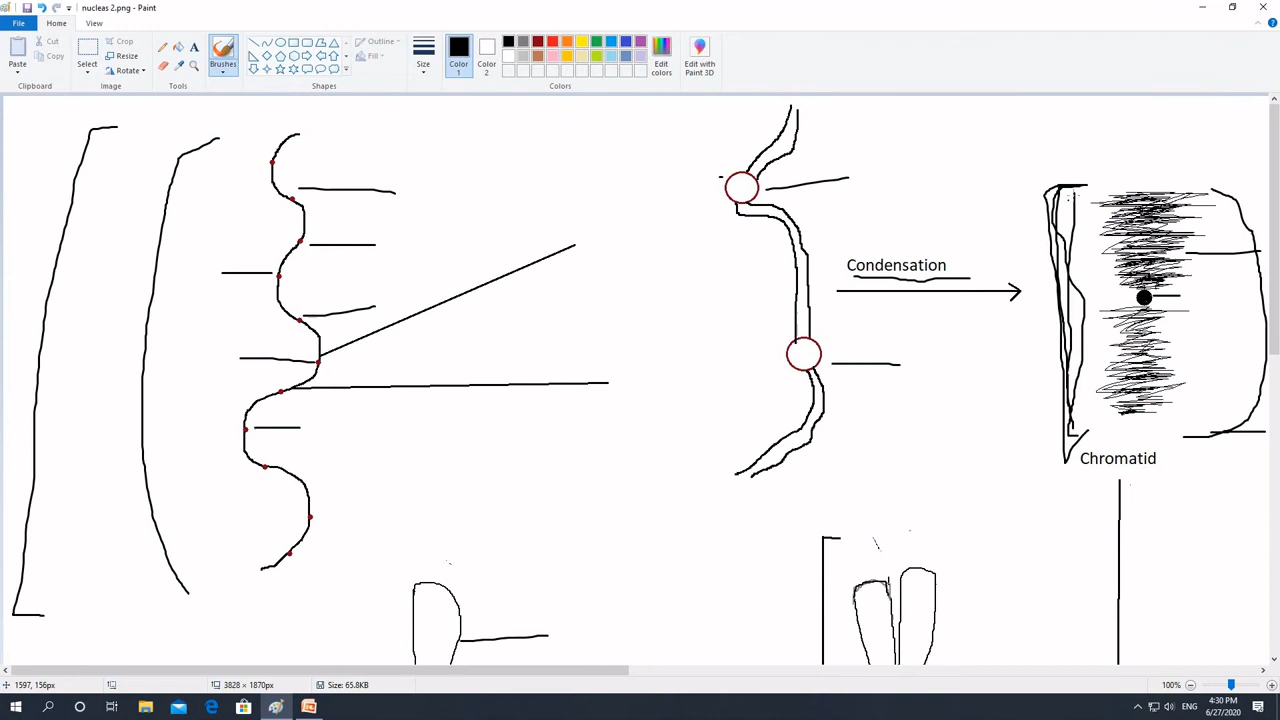 nucleas 2.png - Paint
File
Home
View
Paste
Cut
Copy
Clipboard
Select
Crop
Resize
Rotate
Image
A
Tools
Brushes
Outline
Fill
Shapes
Size
Color
1
Color
2
Edit
colors
Edit with
Paint 3D
Colors
Condensation
Chromatid
1597, 156px
3828 × 1870px
Size: 65.8KB
100%
ENG
4:30 PM
6/27/2020